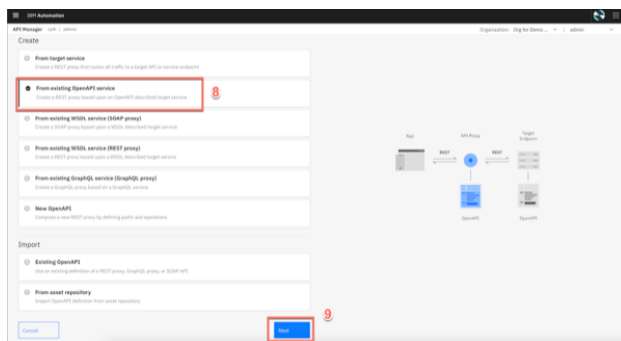 IBM Automation
API Manager cp4i | admin
Organization: Org for Demo ... | admin
Create
From target service
Create a REST proxy that routes all traffic to a target API or service endpoint
From existing OpenAPI service
Create a REST proxy based upon an OpenAPI described target service
8
From existing WSDL service (SOAP proxy)
Create a SOAP proxy based upon a WSDL described target service
From existing WSDL service (REST proxy)
Create a REST proxy based upon a WSDL described target service
From existing GraphQL service (GraphQL proxy)
Create a GraphQL proxy based on a GraphQL service
New OpenAPI
Compose a new REST proxy by defining paths and operations
App API Proxy Target
Endpoint
REST REST
OpenAPI OpenAPI
Import
Existing OpenAPI
Use an existing definition of a REST proxy, GraphQL proxy, or SOAP API
From asset repository
Import OpenAPI definition from asset repository
9
Cancel Next